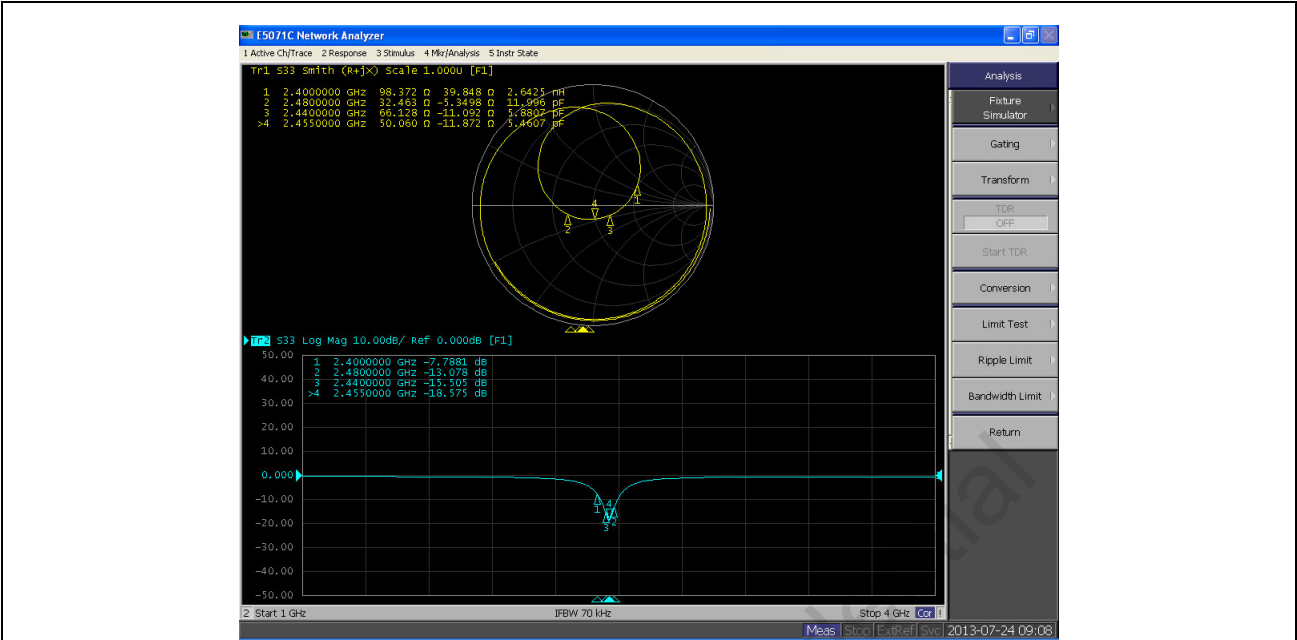 E5071C Network Analyzer
1 Active Ch/Trace 2 Response 3 Stimulus 4 Mkr/Analysis 5 Instr State
Tr1 S33 Smith (R+jX) Scale 1.000U [F1]
1 2.4000000 GHz 98.372 Ω 39.848 Ω 2.6425 nH
2 2.4800000 GHz 32.463 Ω -5.3498 Ω 11.996 pF
3 2.4400000 GHz 66.128 Ω -11.092 Ω 5.8807 pF
>4 2.4550000 GHz 50.060 Ω -11.872 Ω 5.4607 pF
4
1
2
3
Tr2 S33 Log Mag 10.00dB/ Ref 0.000dB [F1]
50.00
1 2.4000000 GHz -7.7881 dB
2 2.4800000 GHz -13.078 dB
3 2.4400000 GHz -15.505 dB
>4 2.4550000 GHz -18.575 dB
40.00
30.00
20.00
10.00
0.000
-10.00
-20.00
-30.00
-40.00
-50.00
1
4
2
3
2 Start 1 GHz IFBW 70 kHz Stop 4 GHz Cor !
Meas Stop ExtRef Svc 2013-07-24 09:08
Analysis
Fixture
Simulator
Gating
Transform
TDR
OFF
Start TDR
Conversion
Limit Test
Ripple Limit
Bandwidth Limit
Return